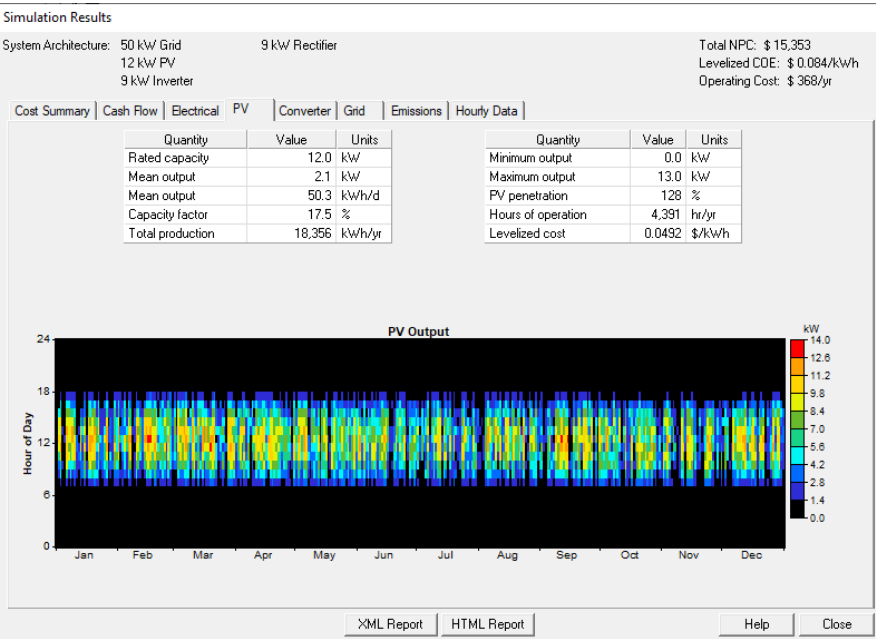 Simulation Results
System Architecture: 50 kW Grid 9 kW Rectifier Total NPC: $ 15,353
12 kW PV Levelized COE: $ 0.084/kWh
9 kW Inverter Operating Cost: $ 368/yr
Cost Summary Cash Flow Electrical PV Converter Grid Emissions Hourly Data
Quantity Value Units Quantity Value Units
Rated capacity 12.0 kW Minimum output 0.0 kW
Mean output 2.1 kW Maximum output 13.0 kW
Mean output 50.3 kWh/d PV penetration 128 %
Capacity factor 17.5 % Hours of operation 4,391 hr/yr
Total production 18,356 kWh/yr Levelized cost 0.0492 $/kWh
PV Output
kW
24
18
12
6
0
Hour of Day
14.0
12.6
11.2
9.8
8.4
7.0
5.6
4.2
2.8
1.4
0.0
Jan Feb Mar Apr May Jun Jul Aug Sep Oct Nov Dec
XML Report HTML Report Help Close